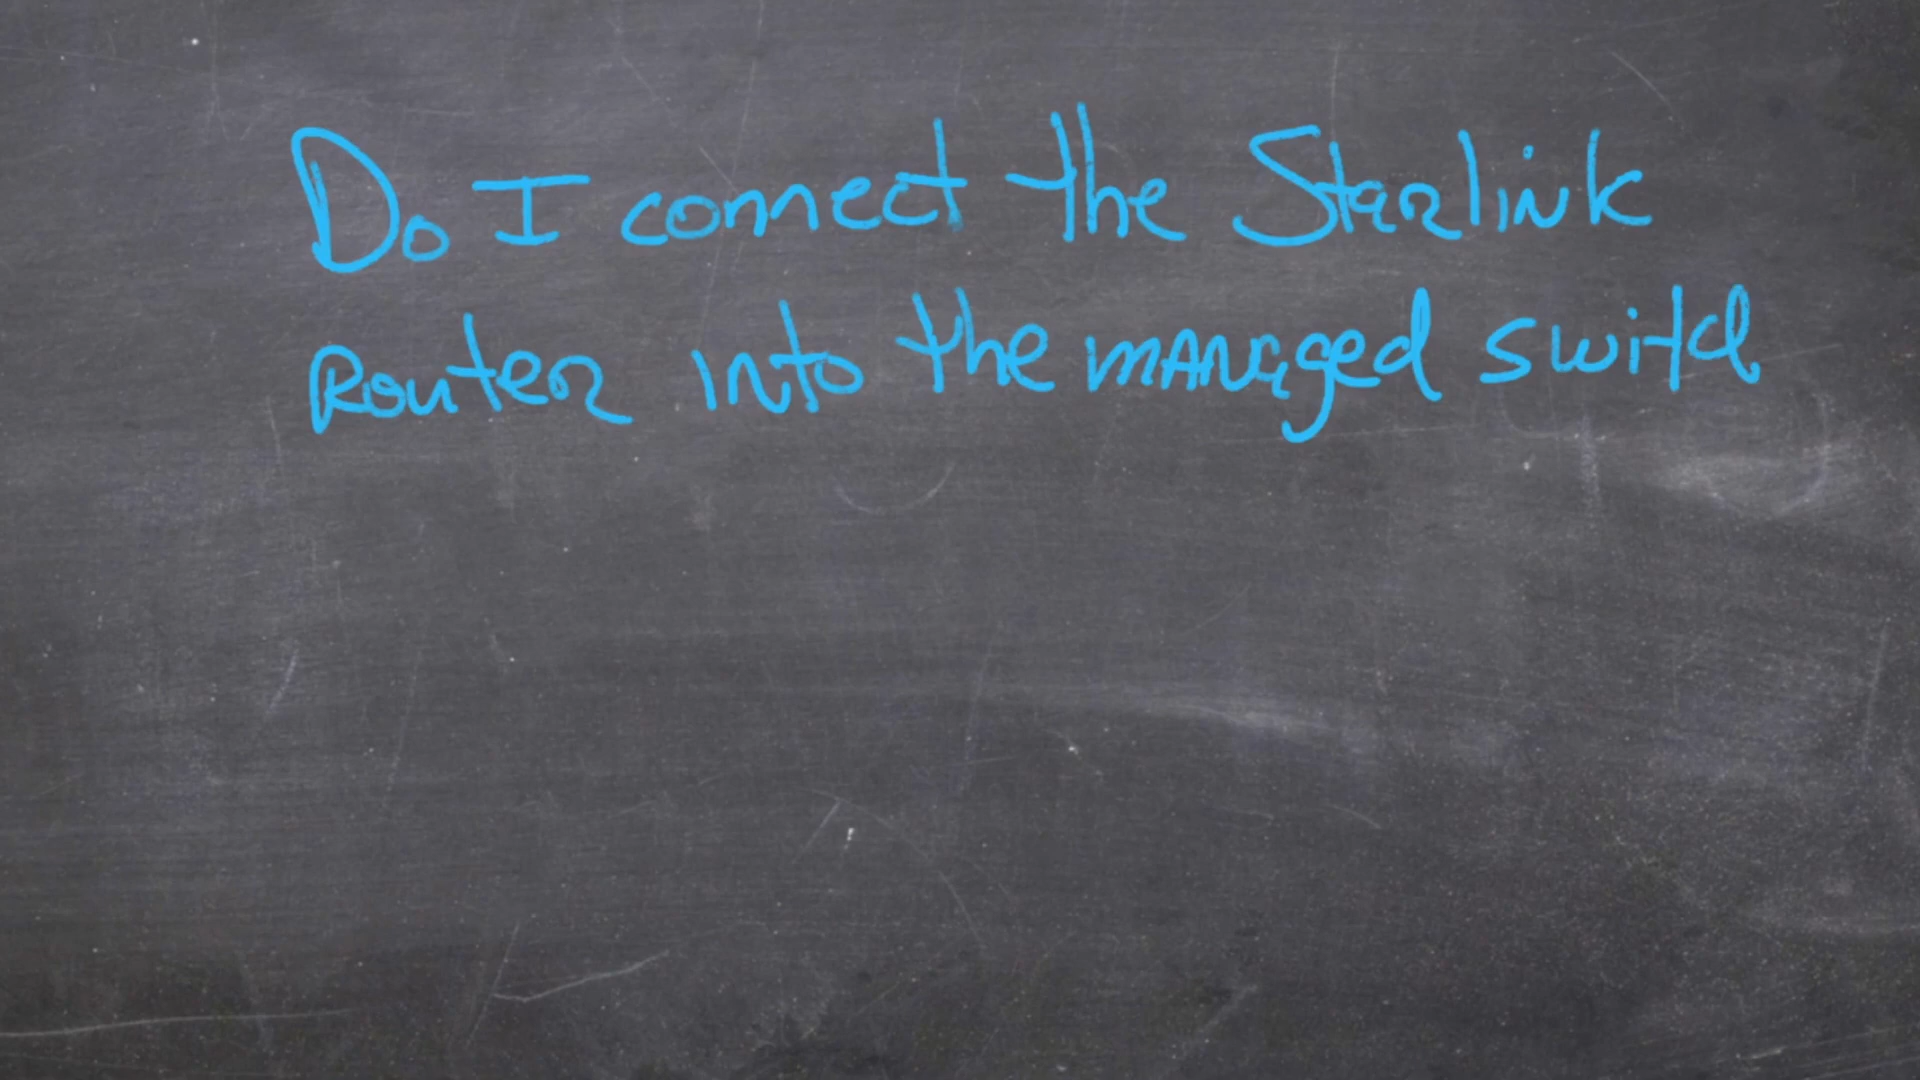 Do I connect the Starlink
Router into the managed switch